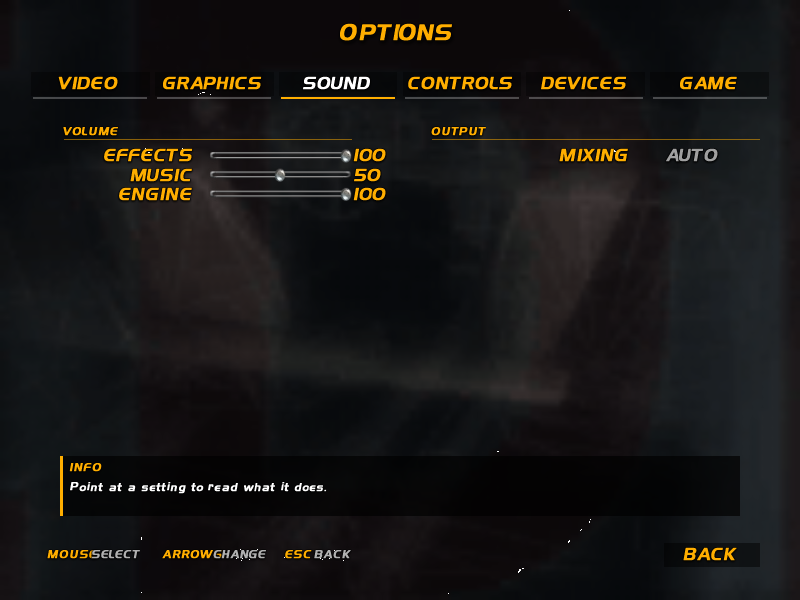 OPTIONS
VIDEO GRAPHICS SOUND CONTROLS DEVICES GAME
VOLUME OUTPUT
EFFECTS 100 MIXING AUTO
MUSIC 50
ENGINE 100
INFO
Point at a setting to read what it does.
MOUSE SELECT ARROW CHANGE ESC BACK BACK